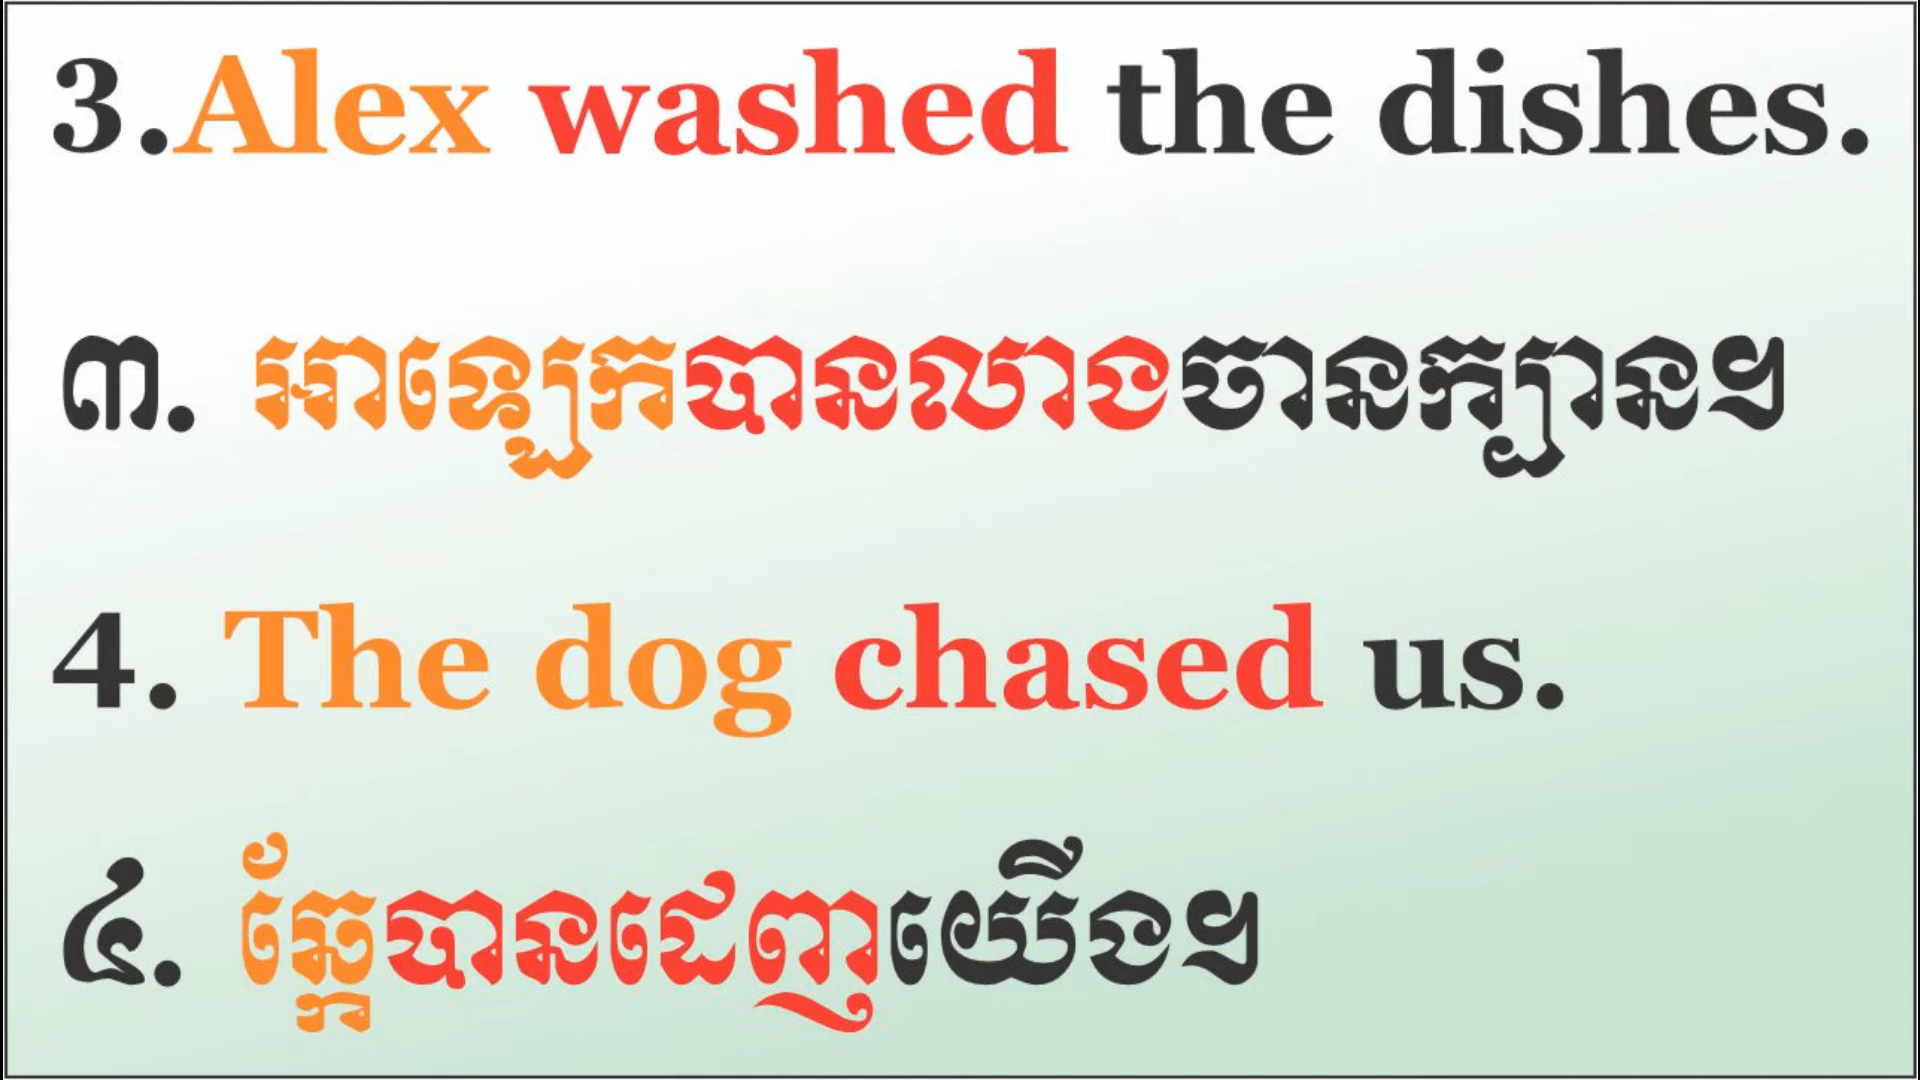 3.Alex washed the dishes.
៣. អាឡេក​បានលាងចានក្បាន៖
4. The dog chased us.
៤. ឆ្កែបានដេញយើង។